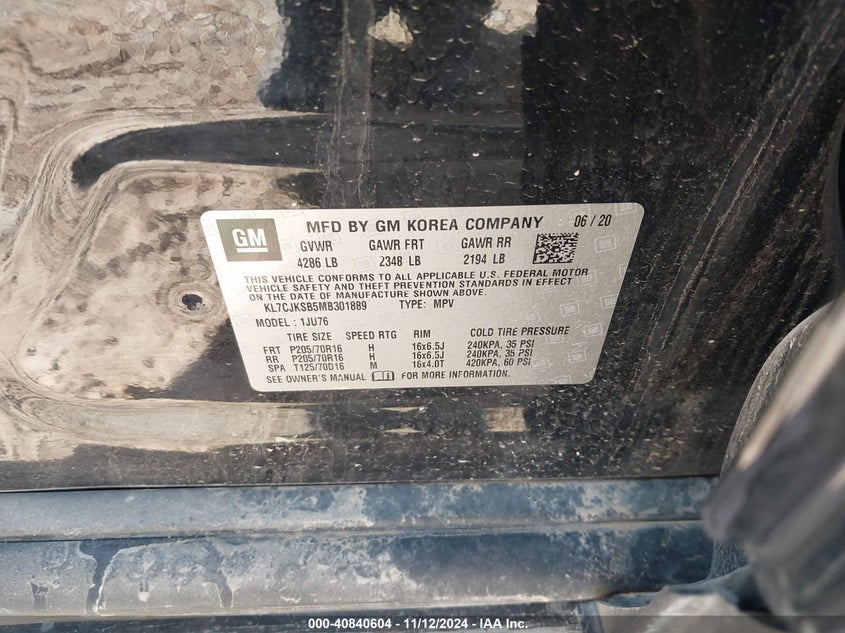 GM
MFD BY GM KOREA COMPANY 06 / 20
GVWR GAWR FRT GAWR RR
4286 LB 2348 LB 2194 LB
THIS VEHICLE CONFORMS TO ALL APPLICABLE U.S. FEDERAL MOTOR
VEHICLE SAFETY AND THEFT PREVENTION STANDARDS IN EFFECT
ON THE DATE OF MANUFACTURE SHOWN ABOVE.
KL7CJKSB5MB301889 TYPE: MPV
MODEL : 1JU76
TIRE SIZE SPEED RTG RIM COLD TIRE PRESSURE
FRT P205/70R16 H 16x6.5J 240KPA, 35 PSI
RR P205/70R16 H 16x6.5J 240KPA, 35 PSI
SPA T125/70D16 M 16x4.0T 420KPA, 60 PSI
SEE OWNER'S MANUAL FOR MORE INFORMATION.
000-40840604 - 11/12/2024 - IAA Inc.